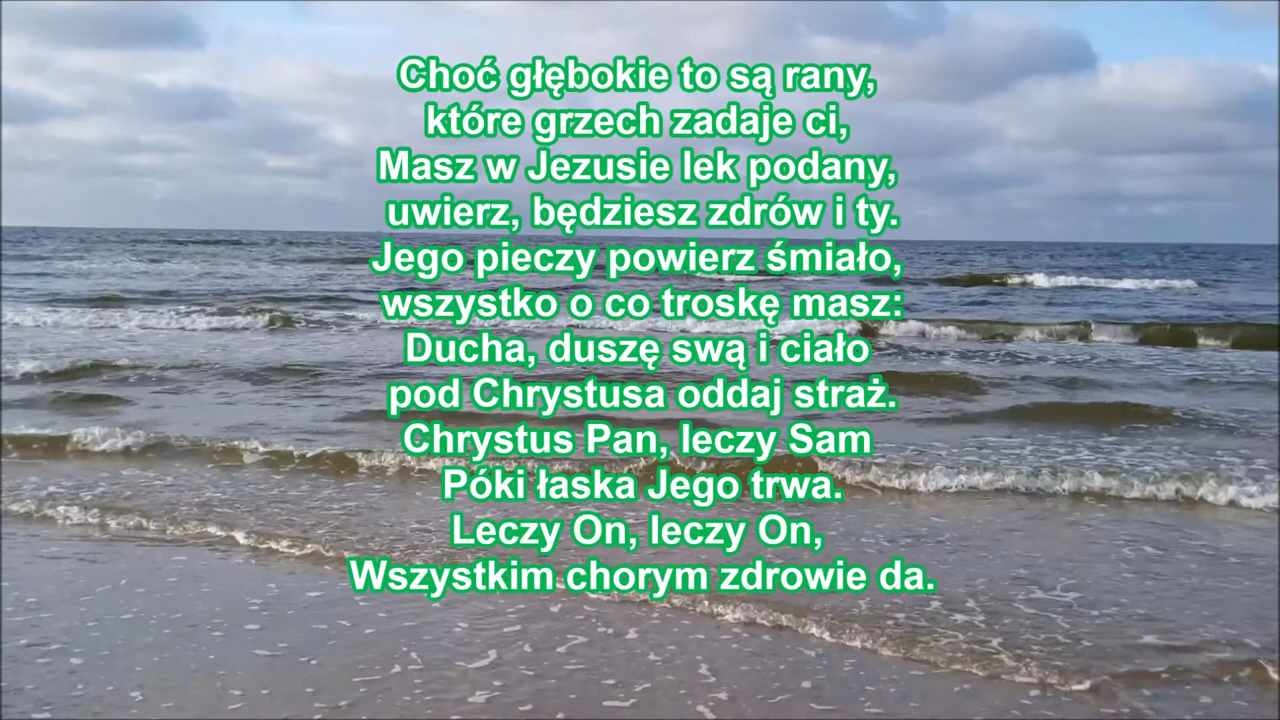 Choć głębokie to są rany,
które grzech zadaje ci,
Masz w Jezusie lek podany,
uwierz, będziesz zdrów i ty.
Jego pieczy powierz śmiało,
wszystko o co troskę masz:
Ducha, duszę swą i ciało
pod Chrystusa oddaj straż.
Chrystus Pan, leczy Sam
Póki łaska Jego trwa.
Leczy On, leczy On,
Wszystkim chorym zdrowie da.